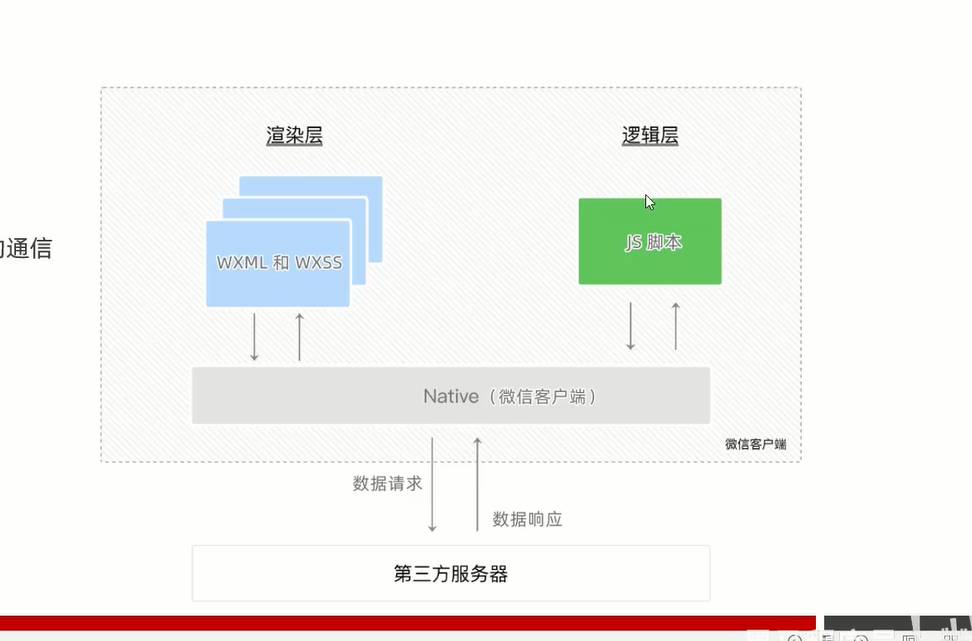 渲染层
逻辑层
JS 脚本
的通信
WXML 和 WXSS
Native（微信客户端）
微信客户端
数据请求
数据响应
第三方服务器